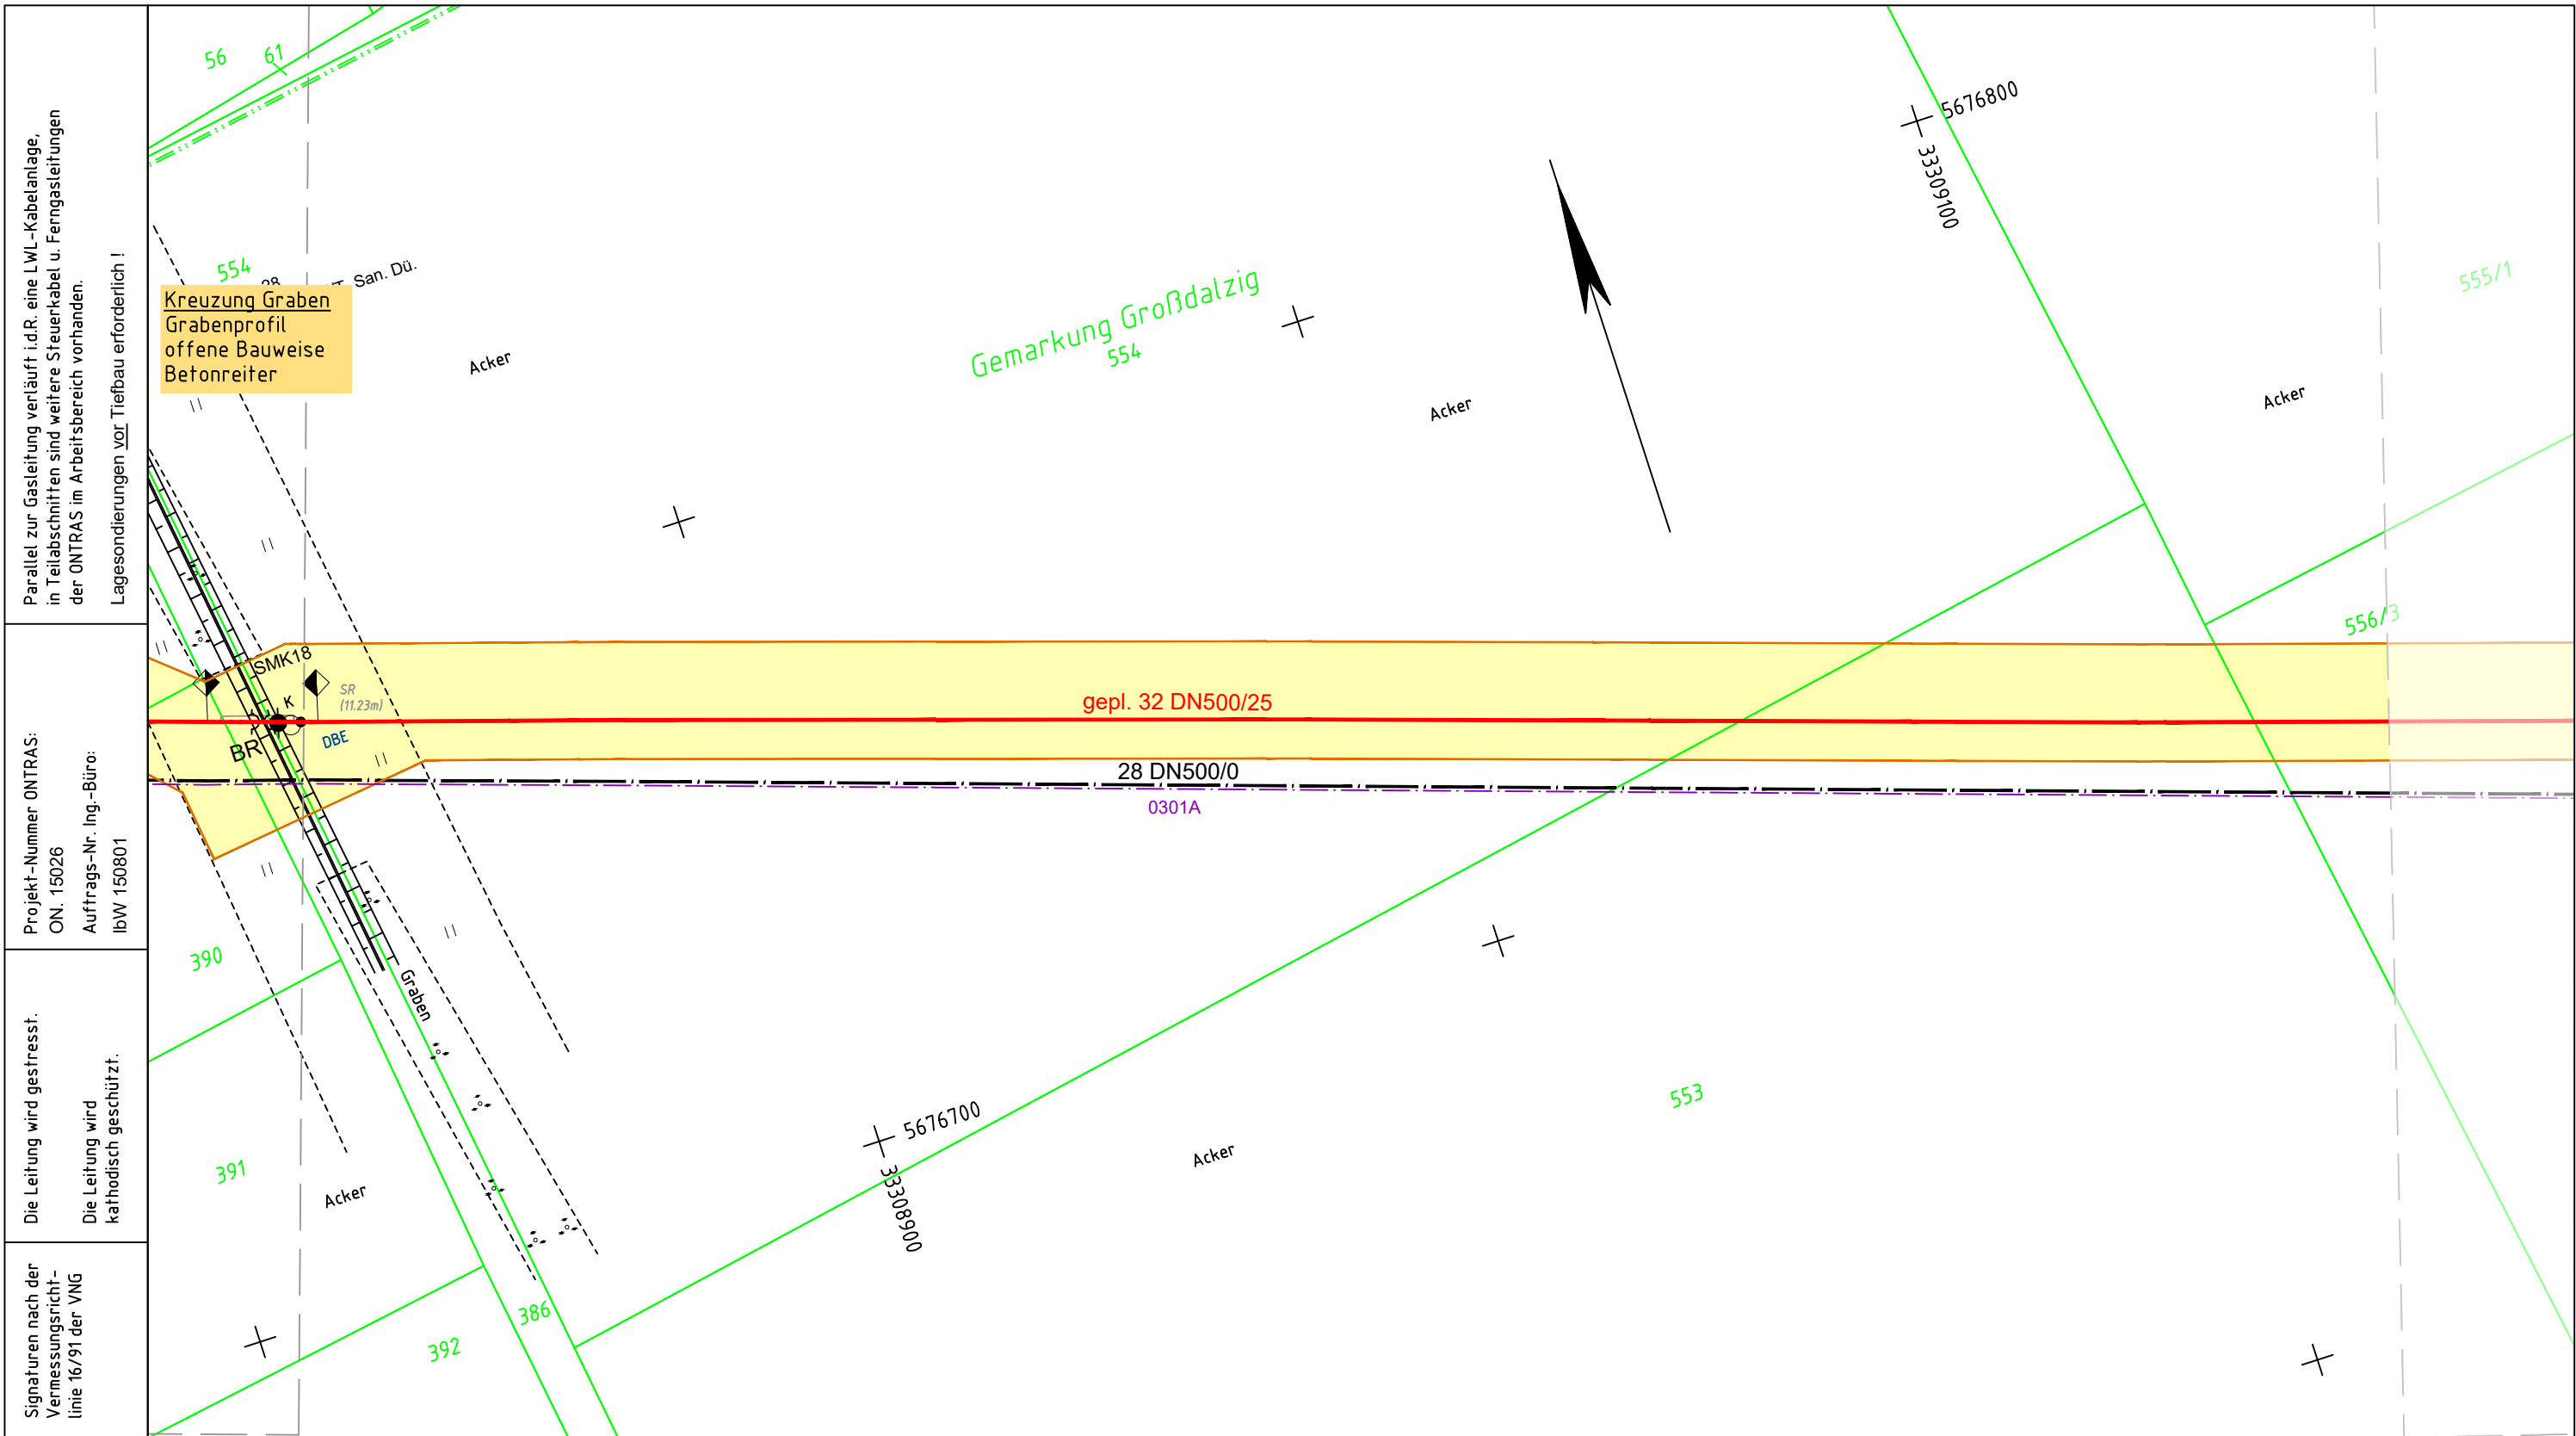 Parallel zur Gasleitung verläuft i.d.R. eine LWL-Kabelanlage,
in Teilabschnitten sind weitere Steuerkabel u. Ferngasleitungen
der ONTRAS im Arbeitsbereich vorhanden.
Lagesondierungen vor Tiefbau erforderlich !
Projekt-Nummer ONTRAS:
ON. 15026
Auftrags-Nr. Ing.-Büro:
IbW 150801
Die Leitung wird gestresst.
Die Leitung wird
kathodisch geschützt.
Signaturen nach der
Vermessungsricht-
linie 16/91 der VNG
56
61
554
28
San. Dü.
Kreuzung Graben
Grabenprofil
offene Bauweise
Betonreiter
Acker
Gemarkung Großdalzig
554
Acker
5676800
33309100
555/1
Acker
556/3
SMK18
K
SR
(11.23m)
BR
DBE
gepl. 32 DN500/25
28 DN500/0
0301A
390
Graben
391
Acker
5676700
33308900
Acker
553
386
392